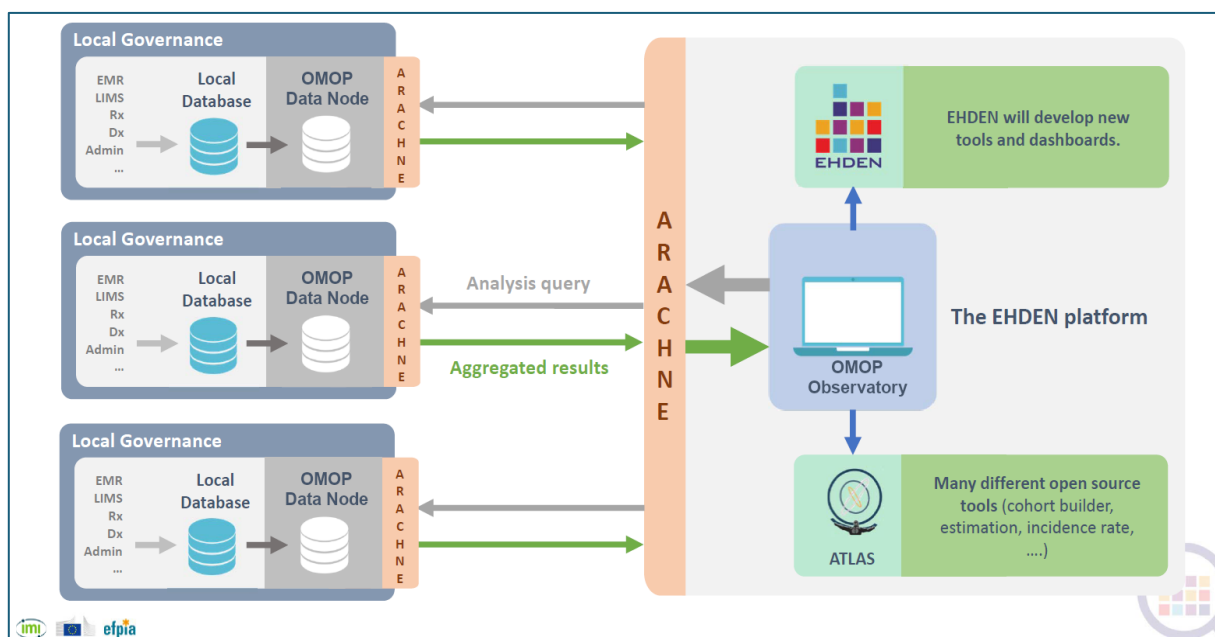 Local Governance
EMR
LIMS
Rx
Dx
Admin
...
Local
Database
OMOP
Data Node
A
R
A
C
H
N
E
Local Governance
EMR
LIMS
Rx
Dx
Admin
...
Local
Database
OMOP
Data Node
A
R
A
C
H
N
E
Local Governance
EMR
LIMS
Rx
Dx
Admin
...
Local
Database
OMOP
Data Node
A
R
A
C
H
N
E
Analysis query
Aggregated results
A
R
A
C
H
N
E
EHDEN
EHDEN will develop new
tools and dashboards.
OMOP
Observatory
The EHDEN platform
ATLAS
Many different open source
tools (cohort builder,
estimation, incidence rate,
....)
imi
efpia